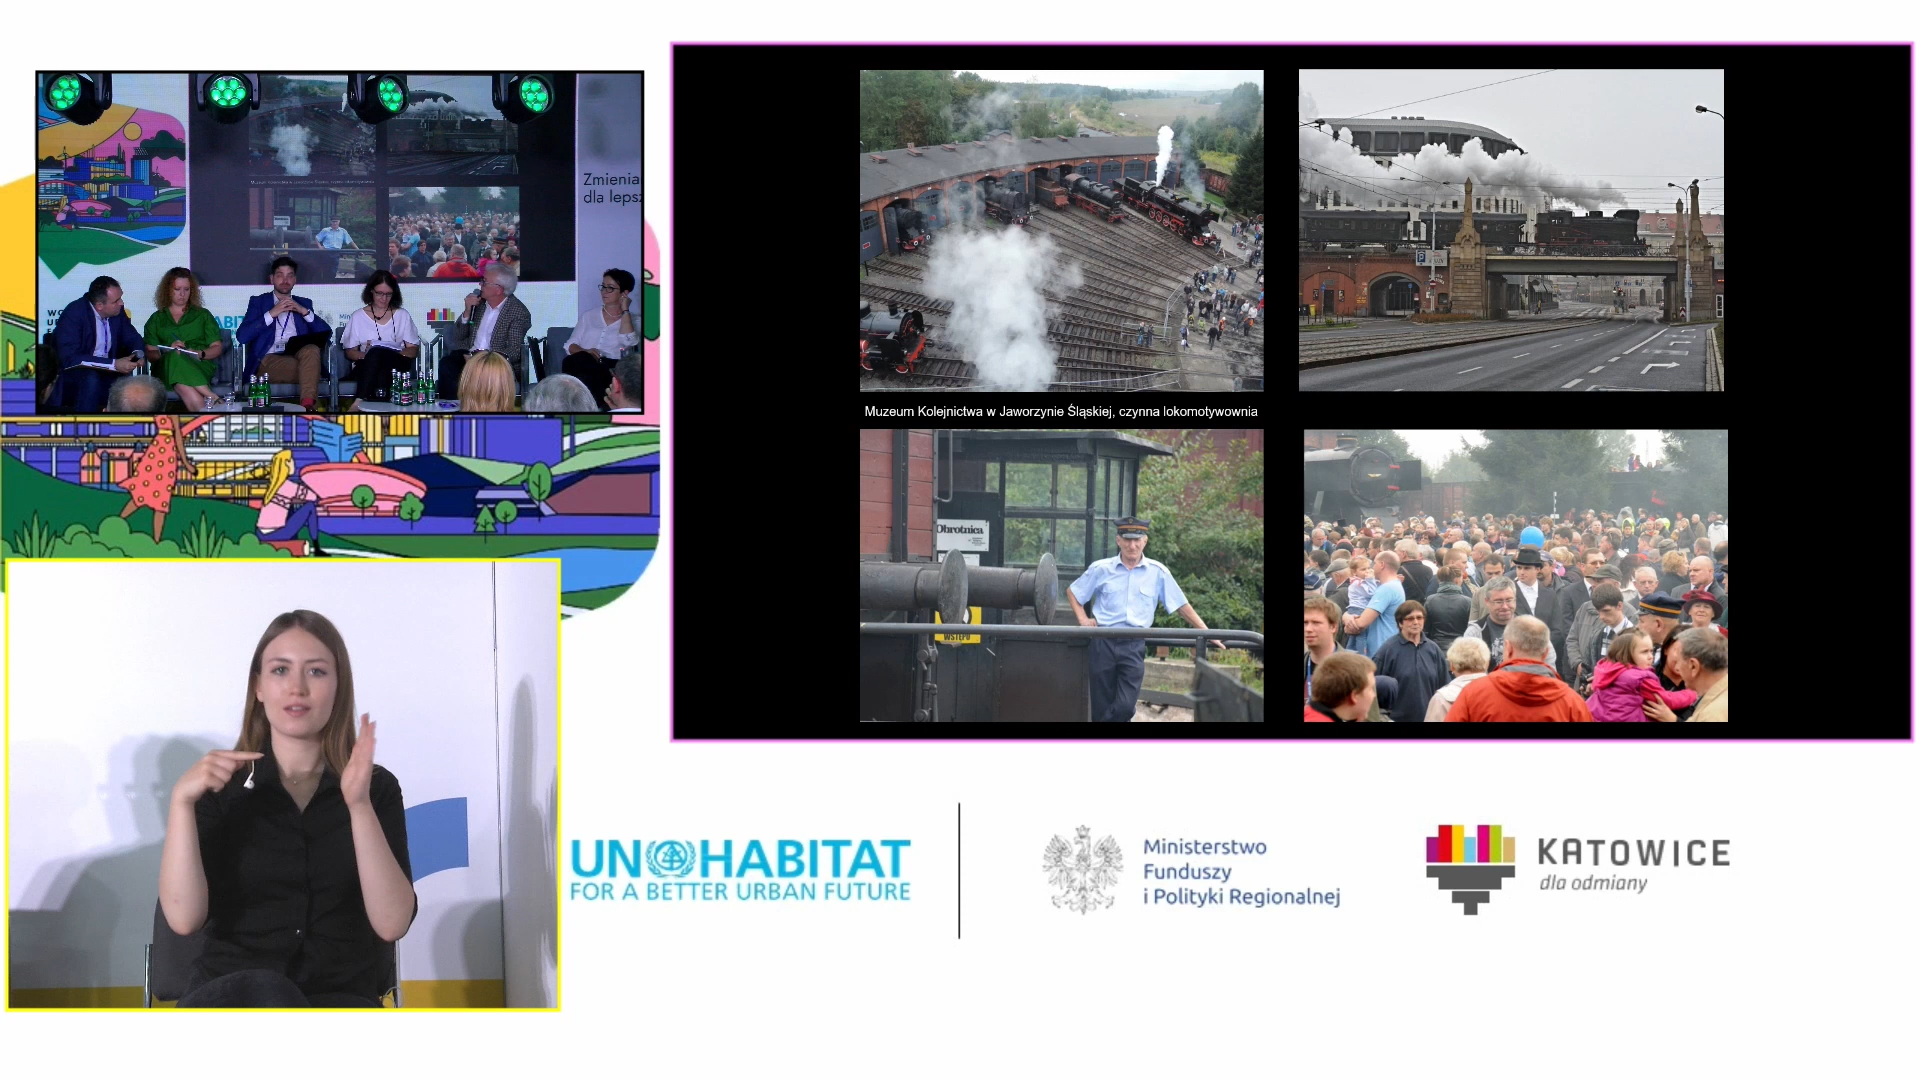 Zmienia
dla lepsz
Muzeum Kolejnictwa w Jaworzynie Śląskiej, czynna lokomotywownia
Obrotnica
WSTĘPU
UN HABITAT
FOR A BETTER URBAN FUTURE
Ministerstwo
Funduszy
i Polityki Regionalnej
KATOWICE
dla odmiany